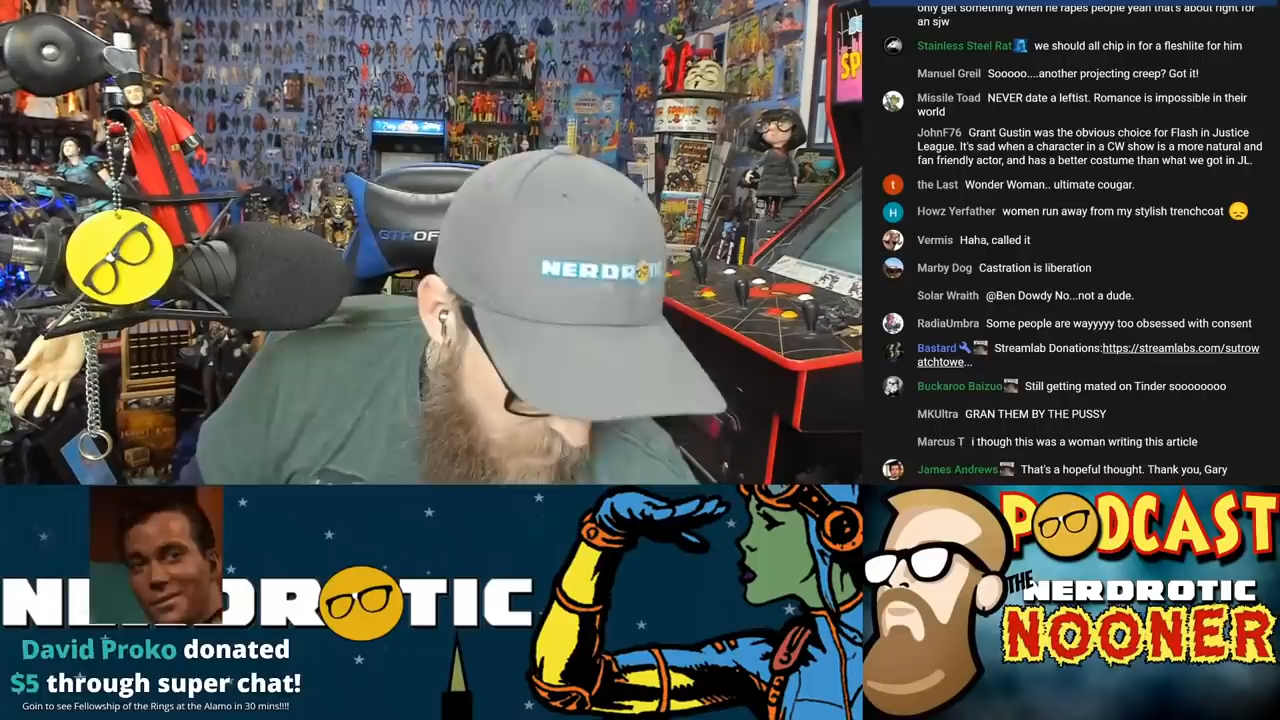 only get something when he rapes people yeah that's about right for
an sjw
Stainless Steel Rat we should all chip in for a fleshlite for him
Manuel Greil Sooooo....another projecting creep? Got it!
Missile Toad NEVER date a leftist. Romance is impossible in their
world
JohnF76 Grant Gustin was the obvious choice for Flash in Justice
League. It's sad when a character in a CW show is a more natural and
fan friendly actor, and has a better costume than what we got in JL.
t the Last Wonder Woman.. ultimate cougar.
H Howz Yerfather women run away from my stylish trenchcoat
Vermis Haha, called it
Marby Dog Castration is liberation
Solar Wraith @Ben Dowdy No...not a dude.
RadiaUmbra Some people are wayyyyy too obsessed with consent
Bastard Streamlab Donations:https://streamlabs.com/sutrow
atchtowe...
Buckaroo Baizuo Still getting mated on Tinder soooooooo
MKUltra GRAN THEM BY THE PUSSY
Marcus T i though this was a woman writing this article
James Andrews That's a hopeful thought. Thank you, Gary
NERDROTIC
SP
PODCAST
THE
NERDROTIC
NOONER
David Proko donated
$5 through super chat!
Goin to see Fellowship of the Rings at the Alamo in 30 mins!!!!